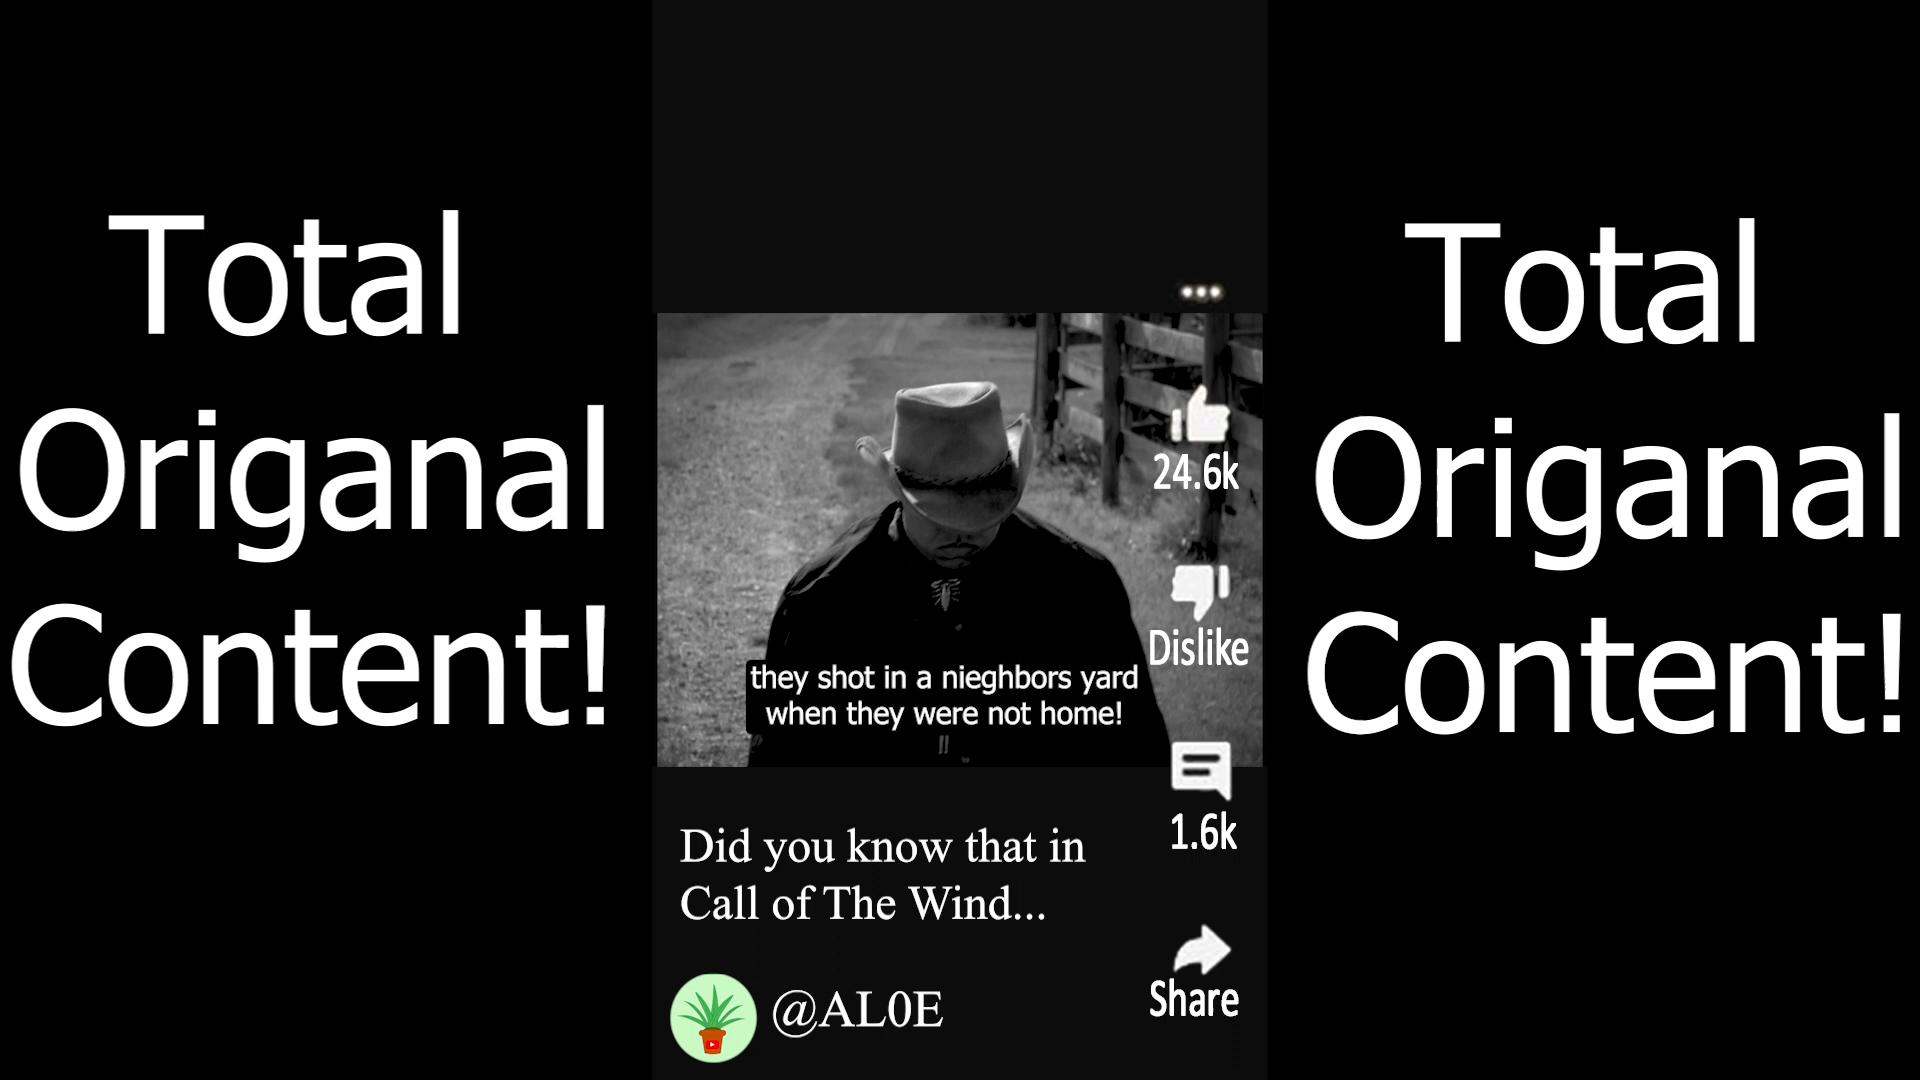 Total
Origanal
Content!
24.6k
Dislike
they shot in a nieghbors yard
when they were not home!
1.6k
Did you know that in
Call of The Wind...
Share
@AL0E
Total
Origanal
Content!